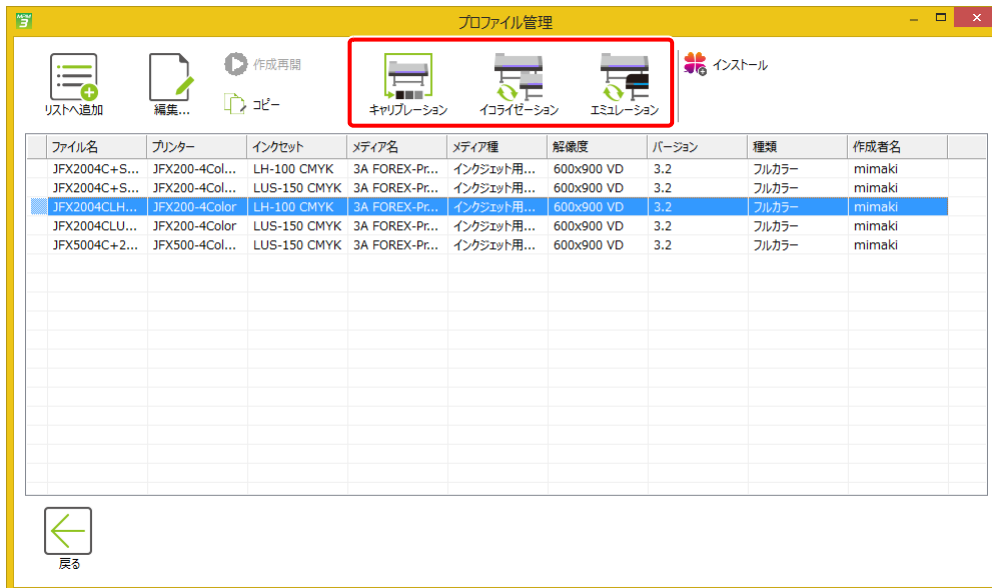 プロファイル管理
リストへ追加
編集...
作成再開
コピー
キャリブレーション
イコライゼーション
エミュレーション
インストール
ファイル名 プリンター インクセット メディア名 メディア種 解像度 バージョン 種類 作成者名
JFX2004C+S... JFX200-4Col... LH-100 CMYK 3A FOREX-Pr... インクジェット用... 600x900 VD 3.2 フルカラー mimaki
JFX2004C+S... JFX200-4Col... LUS-150 CMYK 3A FOREX-Pr... インクジェット用... 600x900 VD 3.2 フルカラー mimaki
JFX2004CLH... JFX200-4Color LH-100 CMYK 3A FOREX-Pr... インクジェット用... 600x900 VD 3.2 フルカラー mimaki
JFX2004CLU... JFX200-4Color LUS-150 CMYK 3A FOREX-Pr... インクジェット用... 600x900 VD 3.2 フルカラー mimaki
JFX5004C+2... JFX500-4Col... LUS-150 CMYK 3A FOREX-Pr... インクジェット用... 600x900 VD 3.2 フルカラー mimaki
戻る